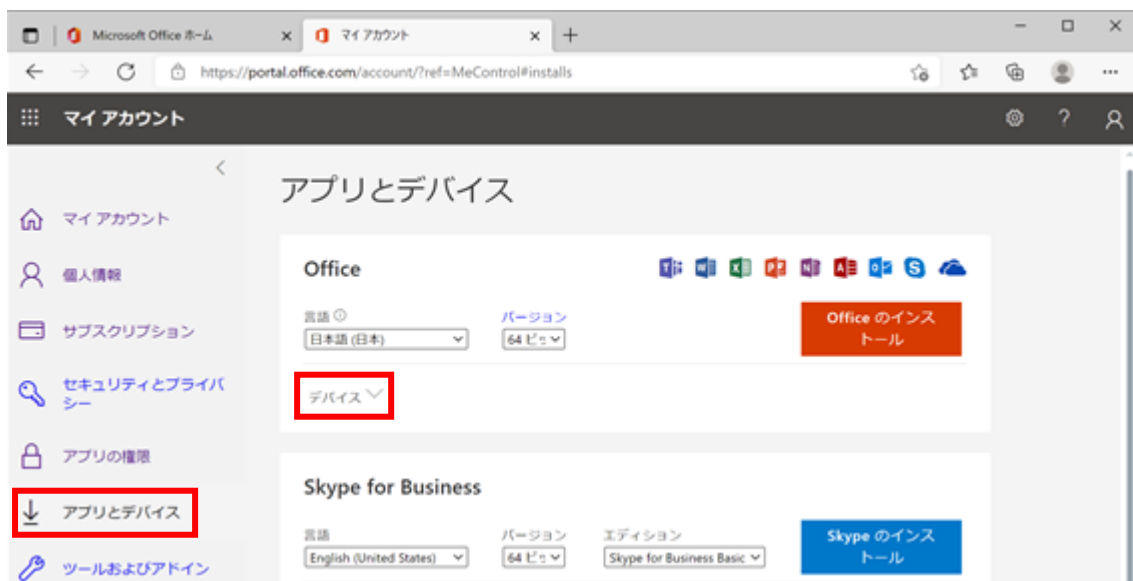 Microsoft Office ホーム
マイ アカウント
https://portal.office.com/account/?ref=MeControl#installs
マイ アカウント
マイ アカウント
個人情報
サブスクリプション
セキュリティとプライバ
シー
アプリの権限
アプリとデバイス
ツールおよびアドイン
アプリとデバイス
Office
言語
バージョン
日本語 (日本)
64 ビッ
Office のインス
トール
デバイス
Skype for Business
言語
バージョン
エディション
English (United States)
64 ビッ
Skype for Business Basic
Skype のインス
トール